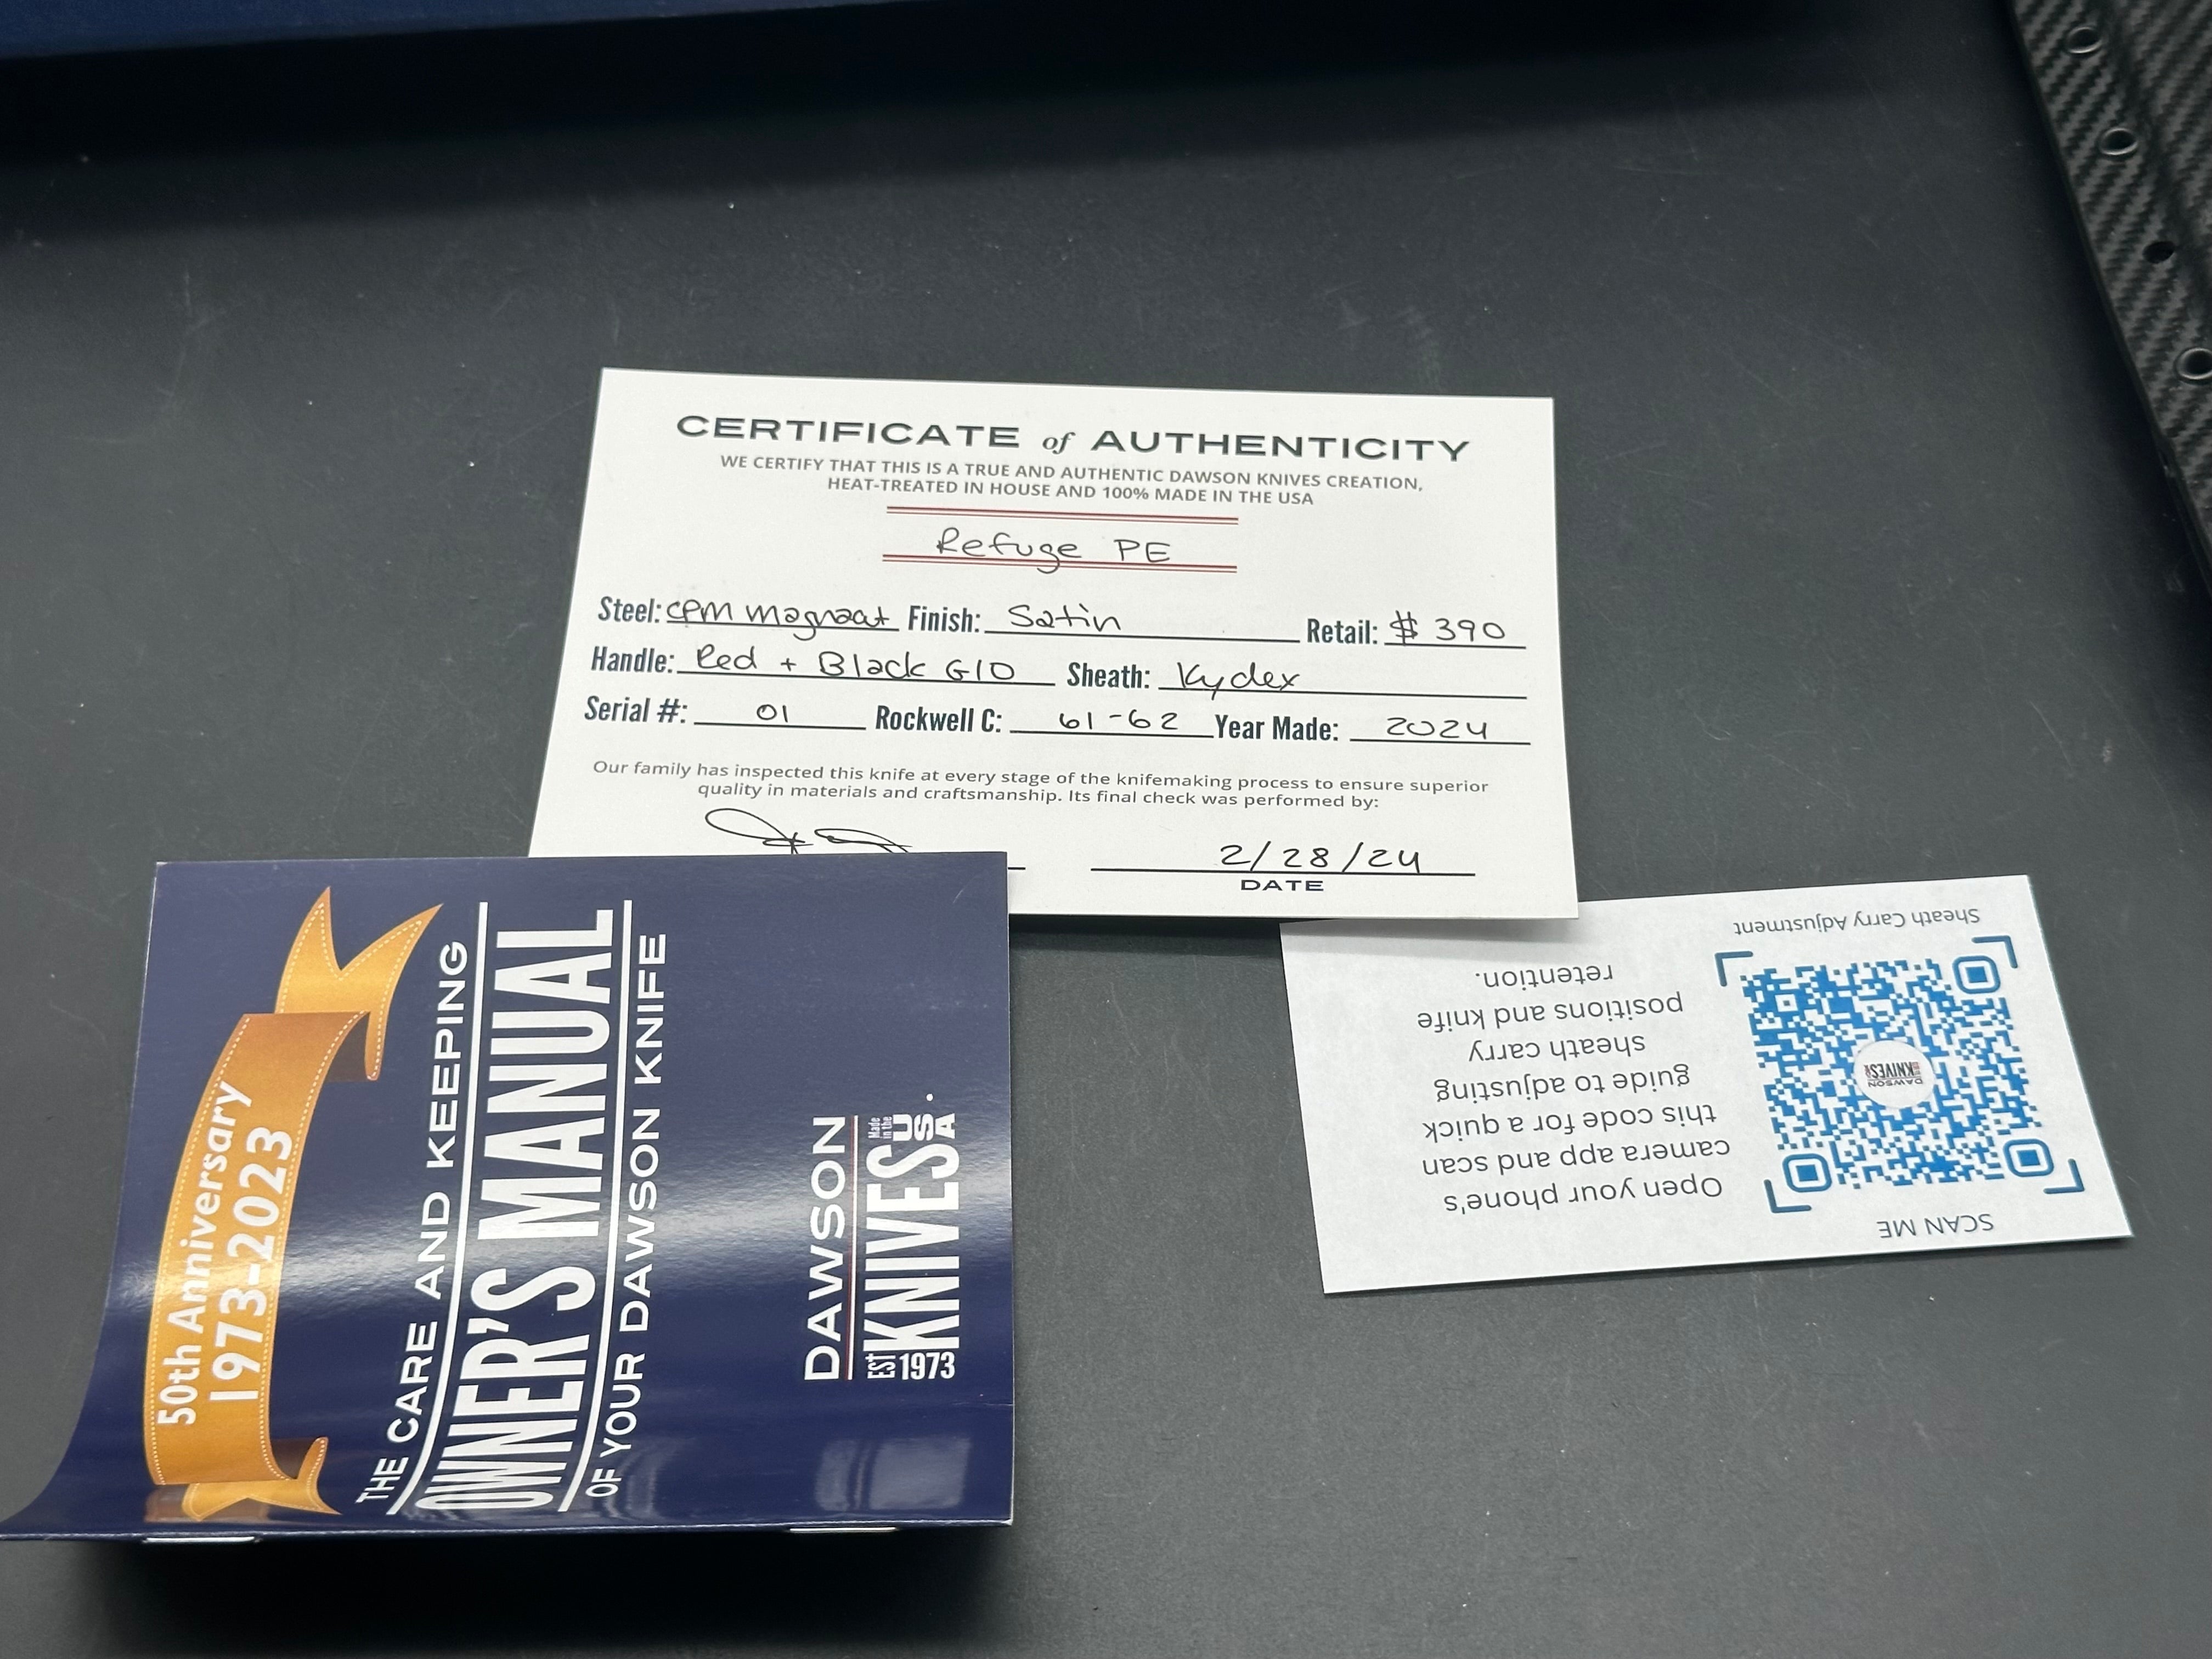 CERTIFICATE of AUTHENTICITY
WE CERTIFY THAT THIS IS A TRUE AND AUTHENTIC DAWSON KNIVES CREATION,
HEAT-TREATED IN HOUSE AND 100% MADE IN THE USA
Refuge PE
Steel: CPM Magnacut Finish: Satin Retail: $ 390
Handle: Red + Black G10 Sheath: Kydex
Serial #: 01 Rockwell C: 61-62 Year Made: 2024
Our family has inspected this knife at every stage of the knifemaking process to ensure superior
quality in materials and craftsmanship. Its final check was performed by:
2/28/24
DATE
50th Anniversary
1973-2023
THE CARE AND KEEPING
OWNER'S MANUAL
OF YOUR DAWSON KNIFE
DAWSON
KNIVES
Made in the
USA.
EST 1973
SCAN ME
Open your phone's
camera app and scan
this code for a quick
guide to adjusting
sheath carry
positions and knife
retention.
DAWSON
KNIVES
Sheath Carry Adjustment